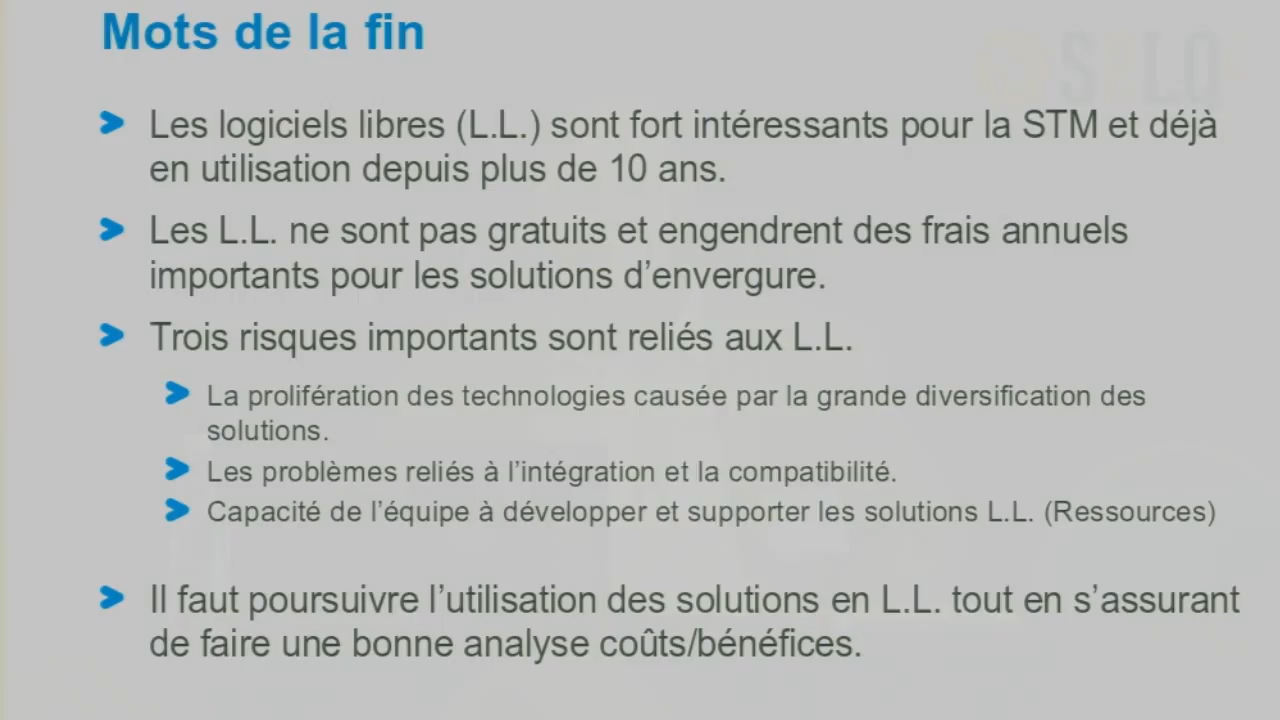 Mots de la fin
S2LQ
Les logiciels libres (L.L.) sont fort intéressants pour la STM et déjà
en utilisation depuis plus de 10 ans.
Les L.L. ne sont pas gratuits et engendrent des frais annuels
importants pour les solutions d’envergure.
Trois risques importants sont reliés aux L.L.
La prolifération des technologies causée par la grande diversification des
solutions.
Les problèmes reliés à l’intégration et la compatibilité.
Capacité de l’équipe à développer et supporter les solutions L.L. (Ressources)
Il faut poursuivre l’utilisation des solutions en L.L. tout en s’assurant
de faire une bonne analyse coûts/bénéfices.